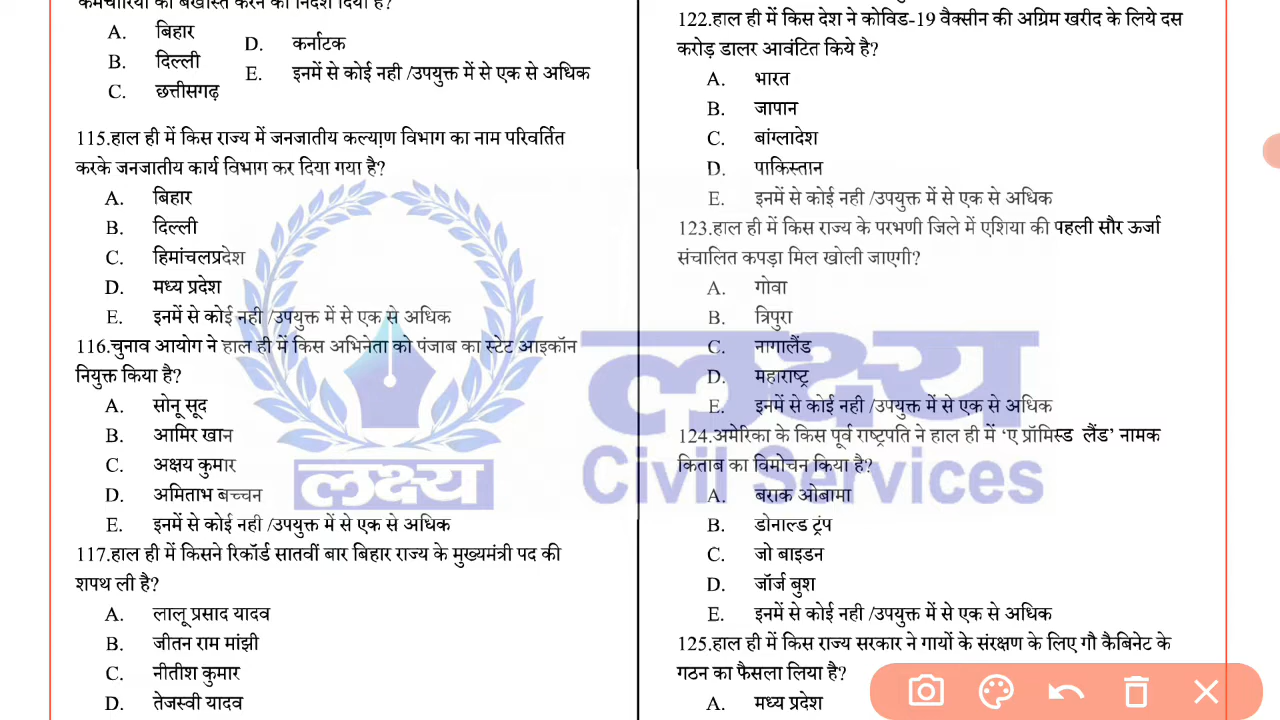 कर्मचारियों को बर्खास्त करने का निर्देश दिया है?
A. बिहार
B. दिल्ली
C. छत्तीसगढ़
D. कर्नाटक
E. इनमें से कोई नही /उपयुक्त में से एक से अधिक
115.हाल ही में किस राज्य में जनजातीय कल्याण विभाग का नाम परिवर्तित
करके जनजातीय कार्य विभाग कर दिया गया है?
A. बिहार
B. दिल्ली
C. हिमांचलप्रदेश
D. मध्य प्रदेश
E. इनमें से कोई नही /उपयुक्त में से एक से अधिक
116.चुनाव आयोग ने हाल ही में किस अभिनेता को पंजाब का स्टेट आइकॉन
नियुक्त किया है?
A. सोनू सूद
B. आमिर खान
C. अक्षय कुमार
D. अमिताभ बच्चन
E. इनमें से कोई नही /उपयुक्त में से एक से अधिक
117.हाल ही में किसने रिकॉर्ड सातवीं बार बिहार राज्य के मुख्यमंत्री पद की
शपथ ली है?
A. लालू प्रसाद यादव
B. जीतन राम मांझी
C. नीतीश कुमार
D. तेजस्वी यादव
122.हाल ही में किस देश ने कोविड-19 वैक्सीन की अग्रिम खरीद के लिये दस
करोड़ डालर आवंटित किये है?
A. भारत
B. जापान
C. बांग्लादेश
D. पाकिस्तान
E. इनमें से कोई नही /उपयुक्त में से एक से अधिक
123.हाल ही में किस राज्य के परभणी जिले में एशिया की पहली सौर ऊर्जा
संचालित कपड़ा मिल खोली जाएगी?
A. गोवा
B. त्रिपुरा
C. नागालैंड
D. महाराष्ट्र
E. इनमें से कोई नही /उपयुक्त में से एक से अधिक
124.अमेरिका के किस पूर्व राष्ट्रपति ने हाल ही में ‘ए प्रॉमिस्ड लैंड’ नामक
किताब का विमोचन किया है?
A. बराक ओबामा
B. डोनाल्ड ट्रंप
C. जो बाइडन
D. जॉर्ज बुश
E. इनमें से कोई नही /उपयुक्त में से एक से अधिक
125.हाल ही में किस राज्य सरकार ने गायों के संरक्षण के लिए गौ कैबिनेट के
गठन का फैसला लिया है?
A. मध्य प्रदेश
लक्ष्य
लक्ष्य
Civil Services